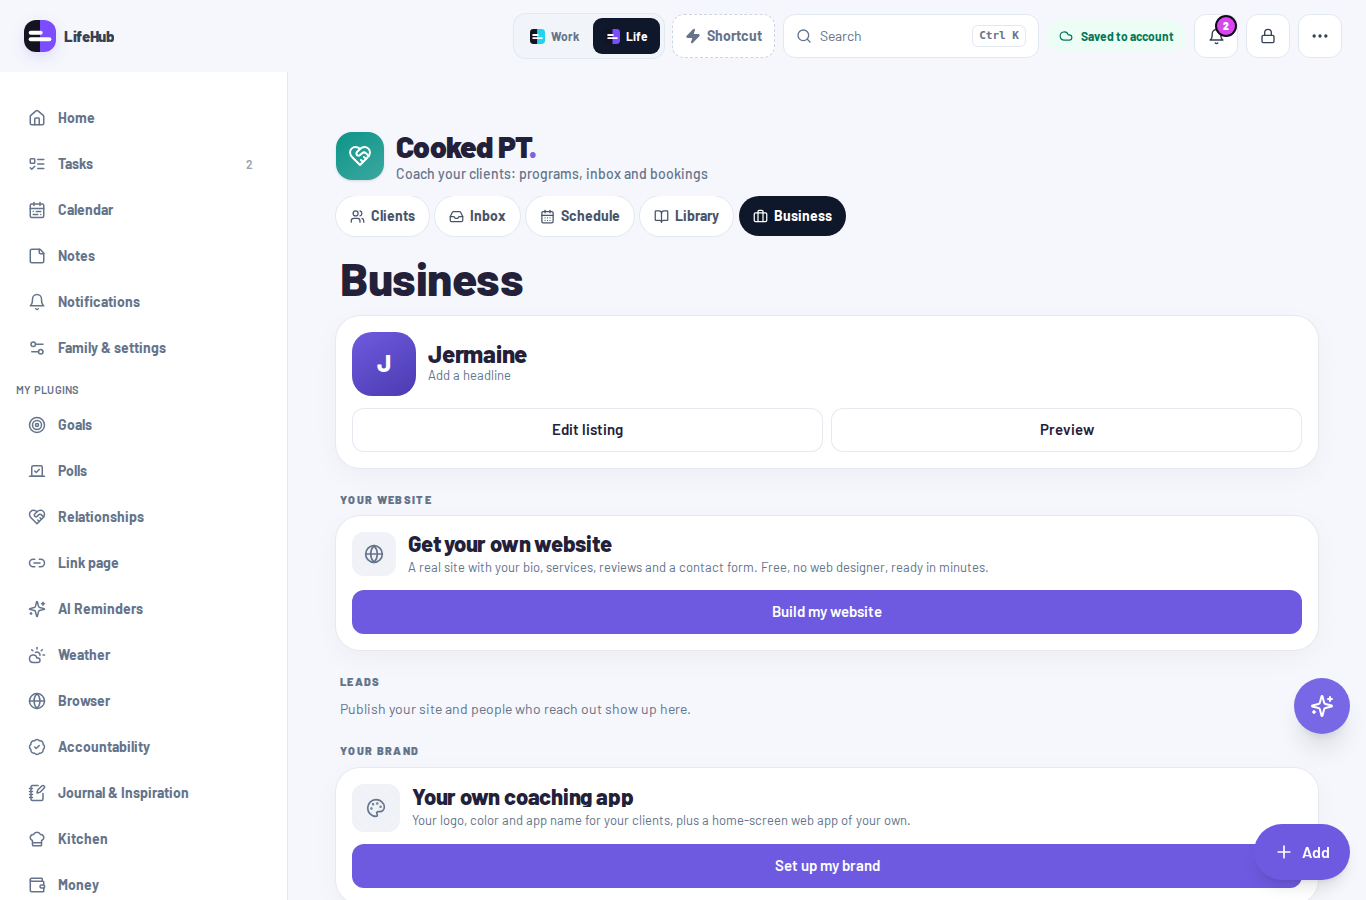 LifeHub
Work
Life
Shortcut
Search
Ctrl K
Saved to account
2
Home
Tasks
2
Calendar
Notes
Notifications
Family & settings
MY PLUGINS
Goals
Polls
Relationships
Link page
AI Reminders
Weather
Browser
Accountability
Journal & Inspiration
Kitchen
Money
Cooked PT.
Coach your clients: programs, inbox and bookings
Clients
Inbox
Schedule
Library
Business
Business
J
Jermaine
Add a headline
Edit listing
Preview
YOUR WEBSITE
Get your own website
A real site with your bio, services, reviews and a contact form. Free, no web designer, ready in minutes.
Build my website
LEADS
Publish your site and people who reach out show up here.
YOUR BRAND
Your own coaching app
Your logo, color and app name for your clients, plus a home-screen web app of your own.
Set up my brand
Add